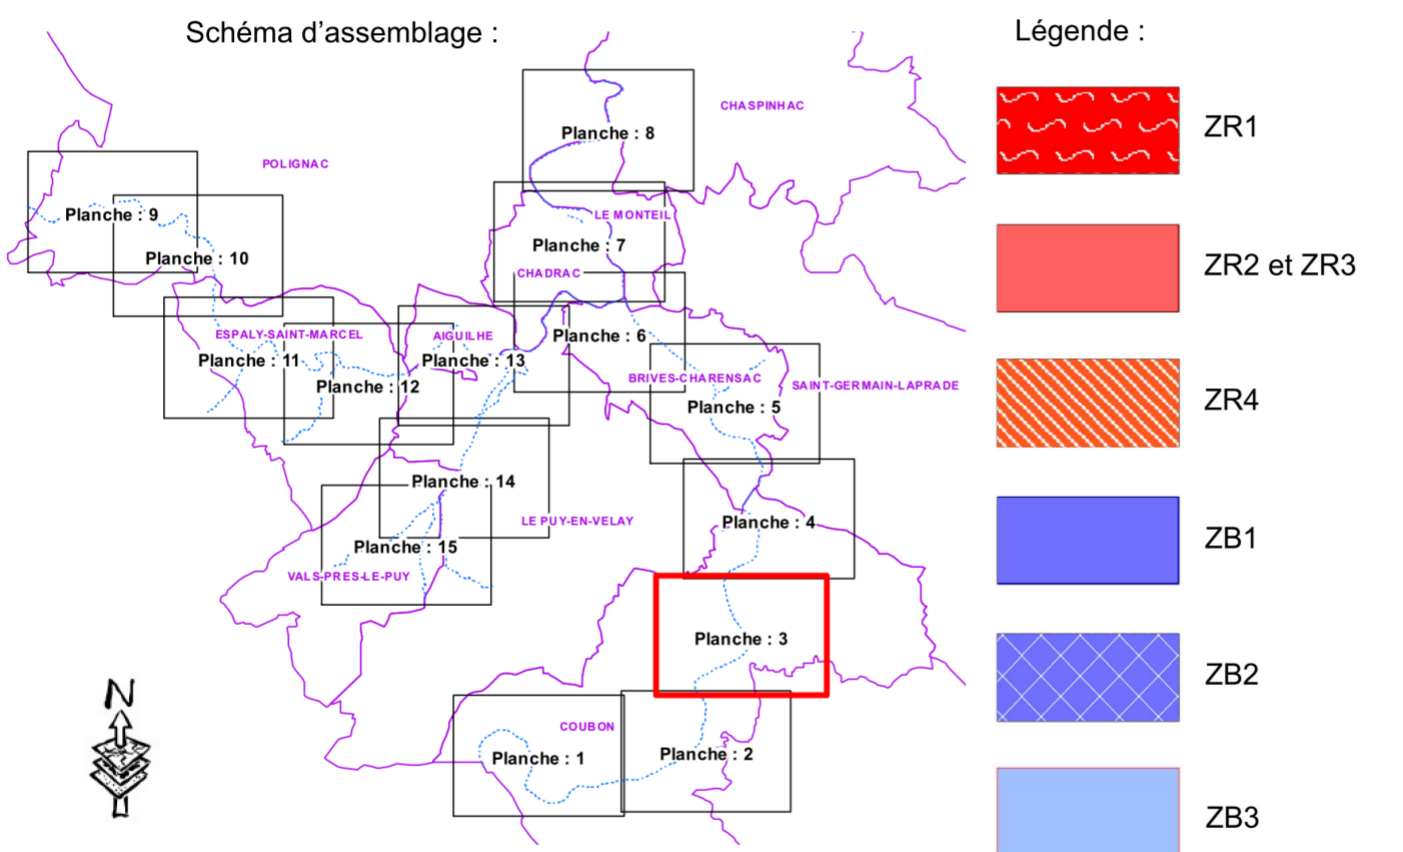 Schéma d’assemblage :
Légende :
CHASPINHAC
Planche : 8
ZR1
POLIGNAC
Planche : 9
LE MONTEIL
Planche : 7
Planche : 10
CHADRAC
ZR2 et ZR3
ESPALY-SAINT-MARCEL
AIGUILHE
Planche : 6
Planche : 11
Planche : 13
Planche : 12
BRIVES-CHARENSAC
SAINT-GERMAIN-LAPRADE
Planche : 5
ZR4
Planche : 14
LE PUY-EN-VELAY
Planche : 4
Planche : 15
ZB1
VALS-PRES-LE-PUY
Planche : 3
ZB2
N
COUBON
Planche : 1
Planche : 2
ZB3